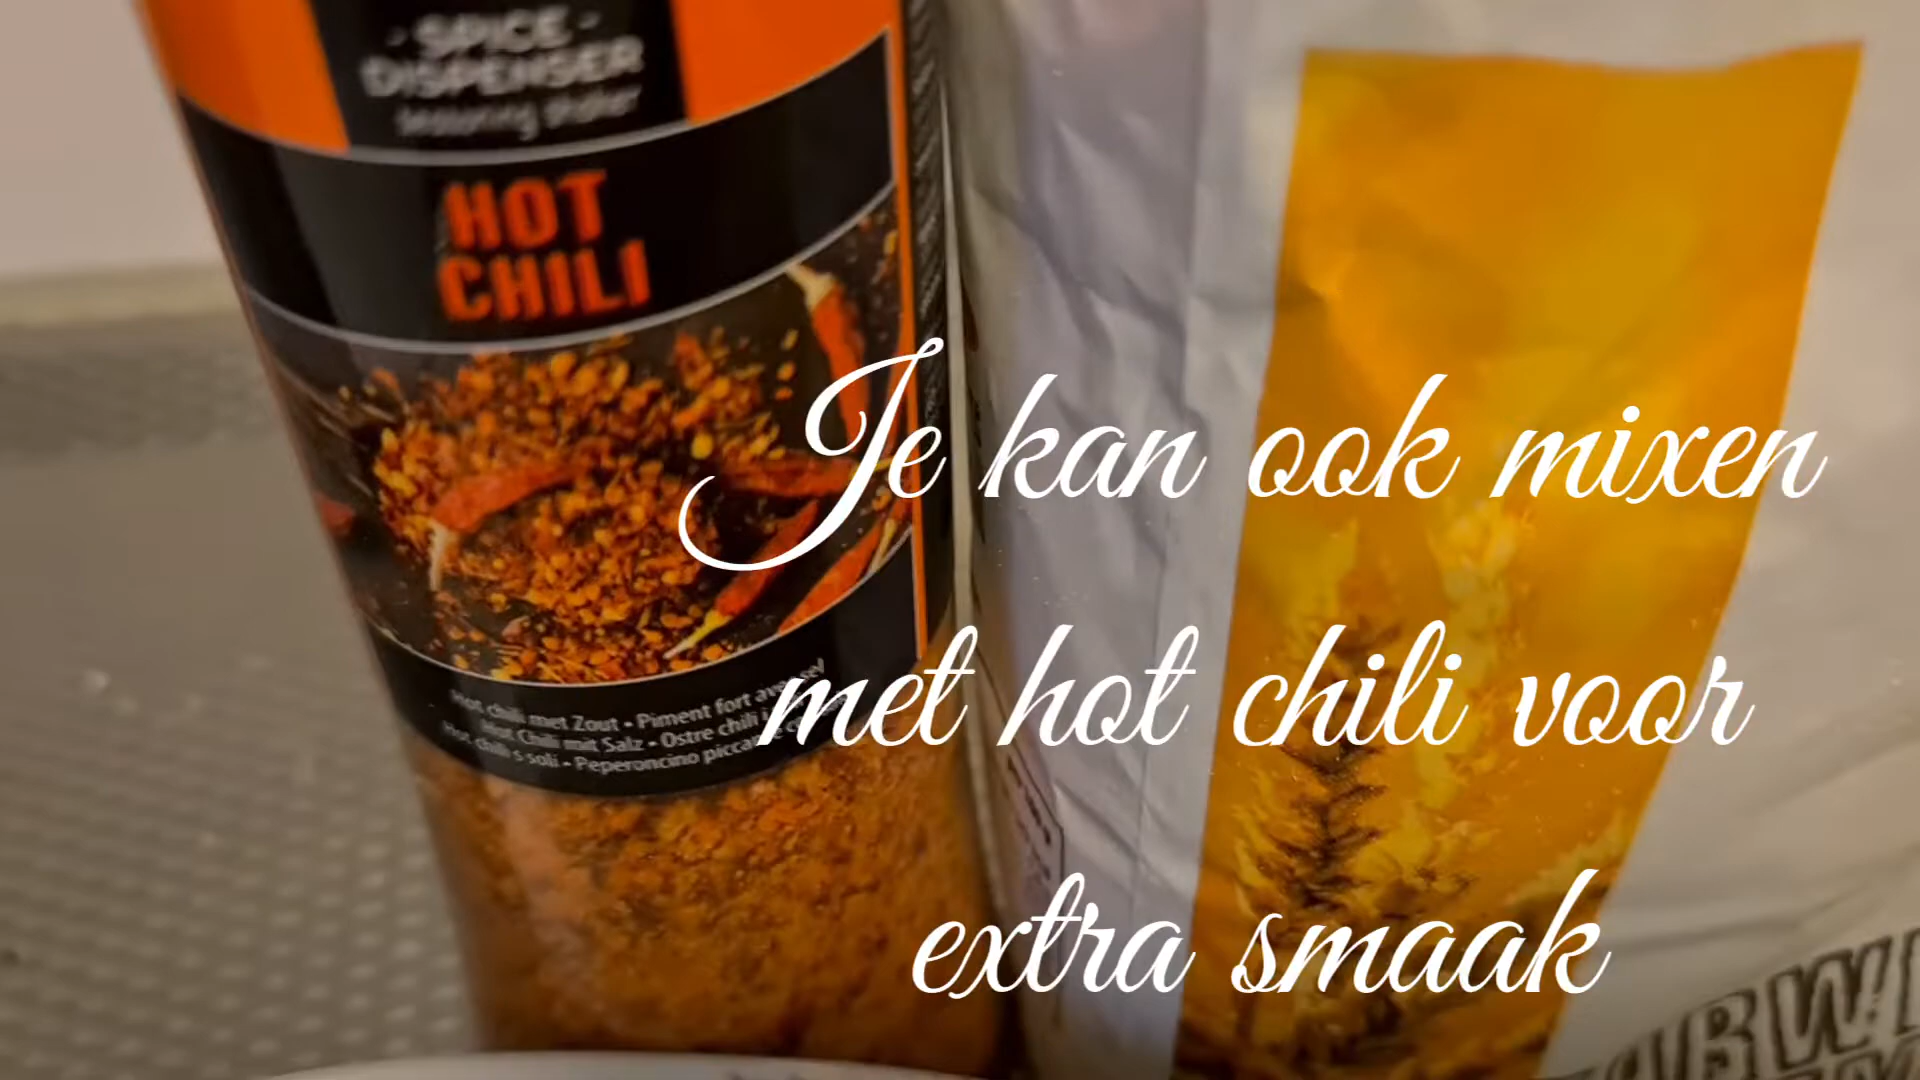 - SPICE -
DISPENSER
seasoning shaker
HOT
CHILI
Je kan ook mixen
met hot chili voor
extra smaak
Hot chili met Zout • Piment fort avec sel
Hot Chili mit Salz • Ostre chili
Hot chili s soli • Peperoncino piccante